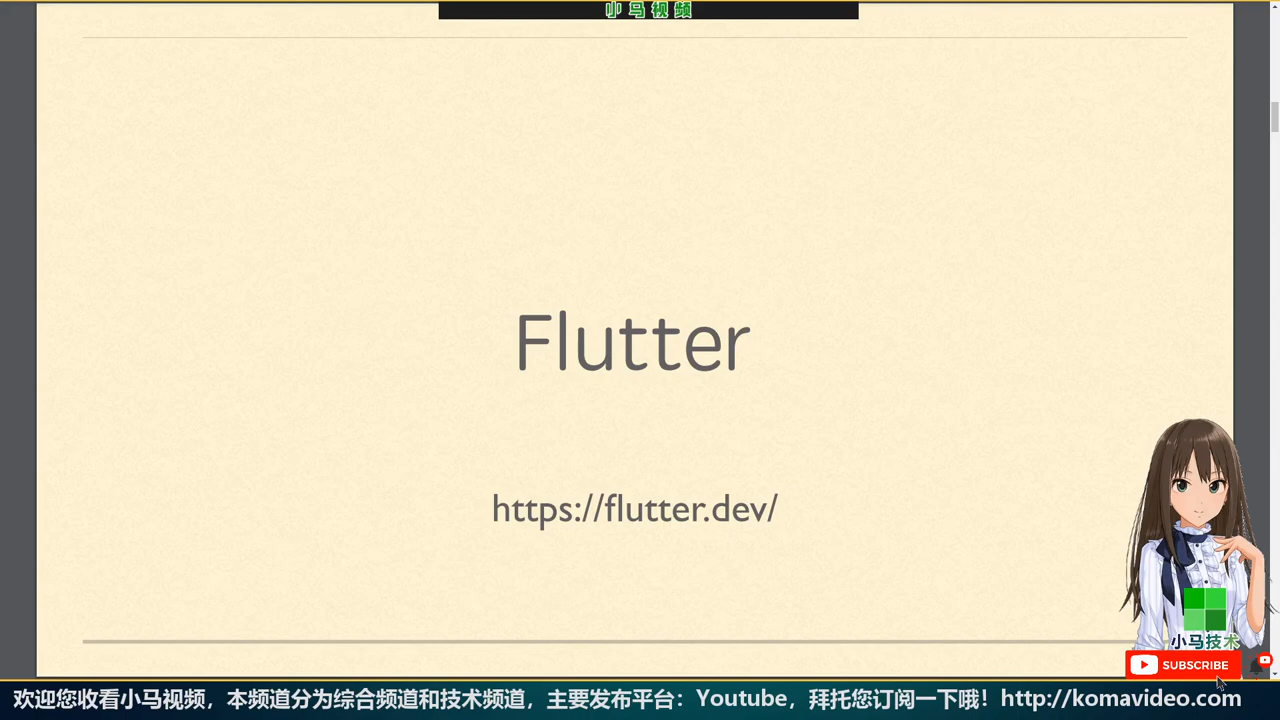 小马视频
Flutter
https://flutter.dev/
小马技术
SUBSCRIBE
欢迎您收看小马视频，本频道分为综合频道和技术频道，主要发布平台：Youtube，拜托您订阅一下哦！http://komavideo.com